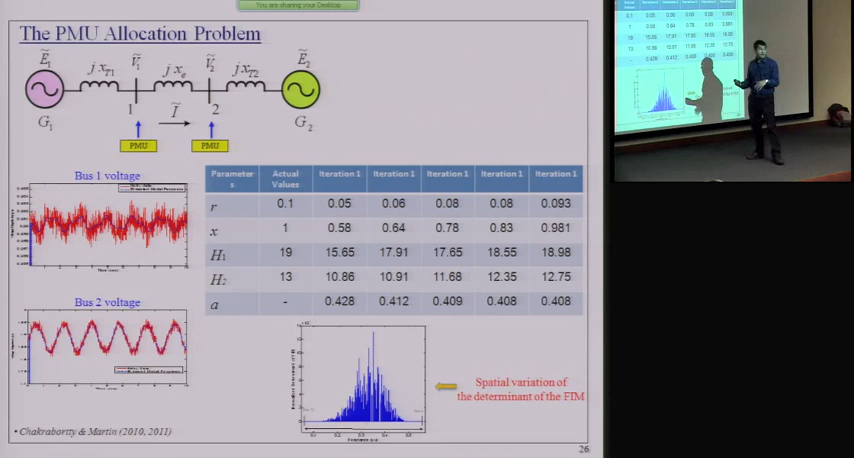 You are sharing your Desktop
The PMU Allocation Problem
Ẽ₁ j x_T1 Ṽ₁ j x_e Ṽ₂ j x_T2 Ẽ₂
1 Ĩ 2
G₁ G₂
PMU PMU
Bus 1 voltage
Bus 2 voltage
Parameter s Actual Values Iteration 1 Iteration 1 Iteration 1 Iteration 1 Iteration 1
r 0.1 0.05 0.06 0.08 0.08 0.093
x 1 0.58 0.64 0.78 0.83 0.981
H₁ 19 15.65 17.91 17.65 18.55 18.98
H₂ 13 10.86 10.91 11.68 12.35 12.75
a - 0.428 0.412 0.409 0.408 0.408
Spatial variation of
the determinant of the FIM
• Chakrabortty & Martin (2010, 2011)
26